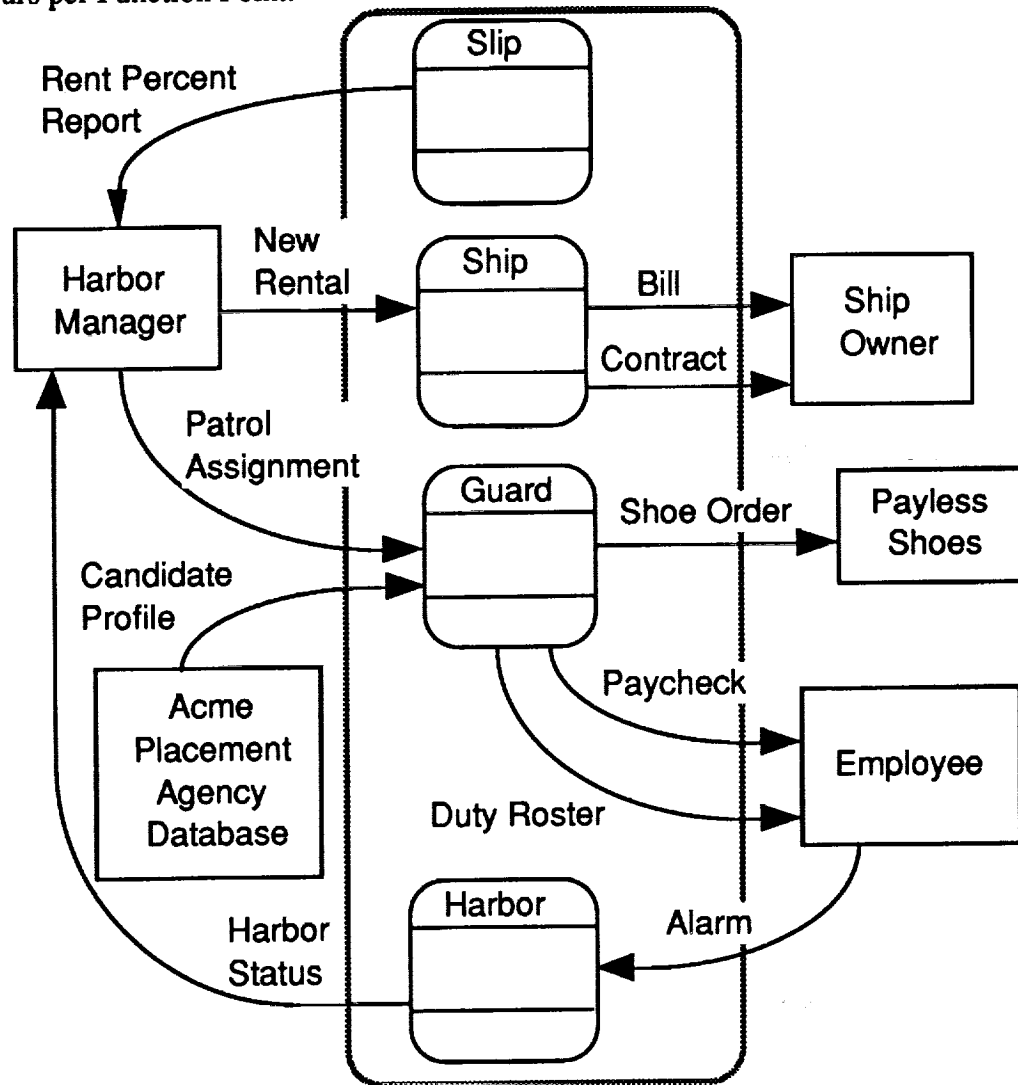 Slip
Rent Percent
Report
New
Rental
Harbor
Manager
Ship
Bill
Contract
Ship
Owner
Patrol
Assignment
Guard
Shoe Order
Payless
Shoes
Candidate
Profile
Acme
Placement
Agency
Database
Paycheck
Employee
Duty Roster
Harbor
Alarm
Harbor
Status